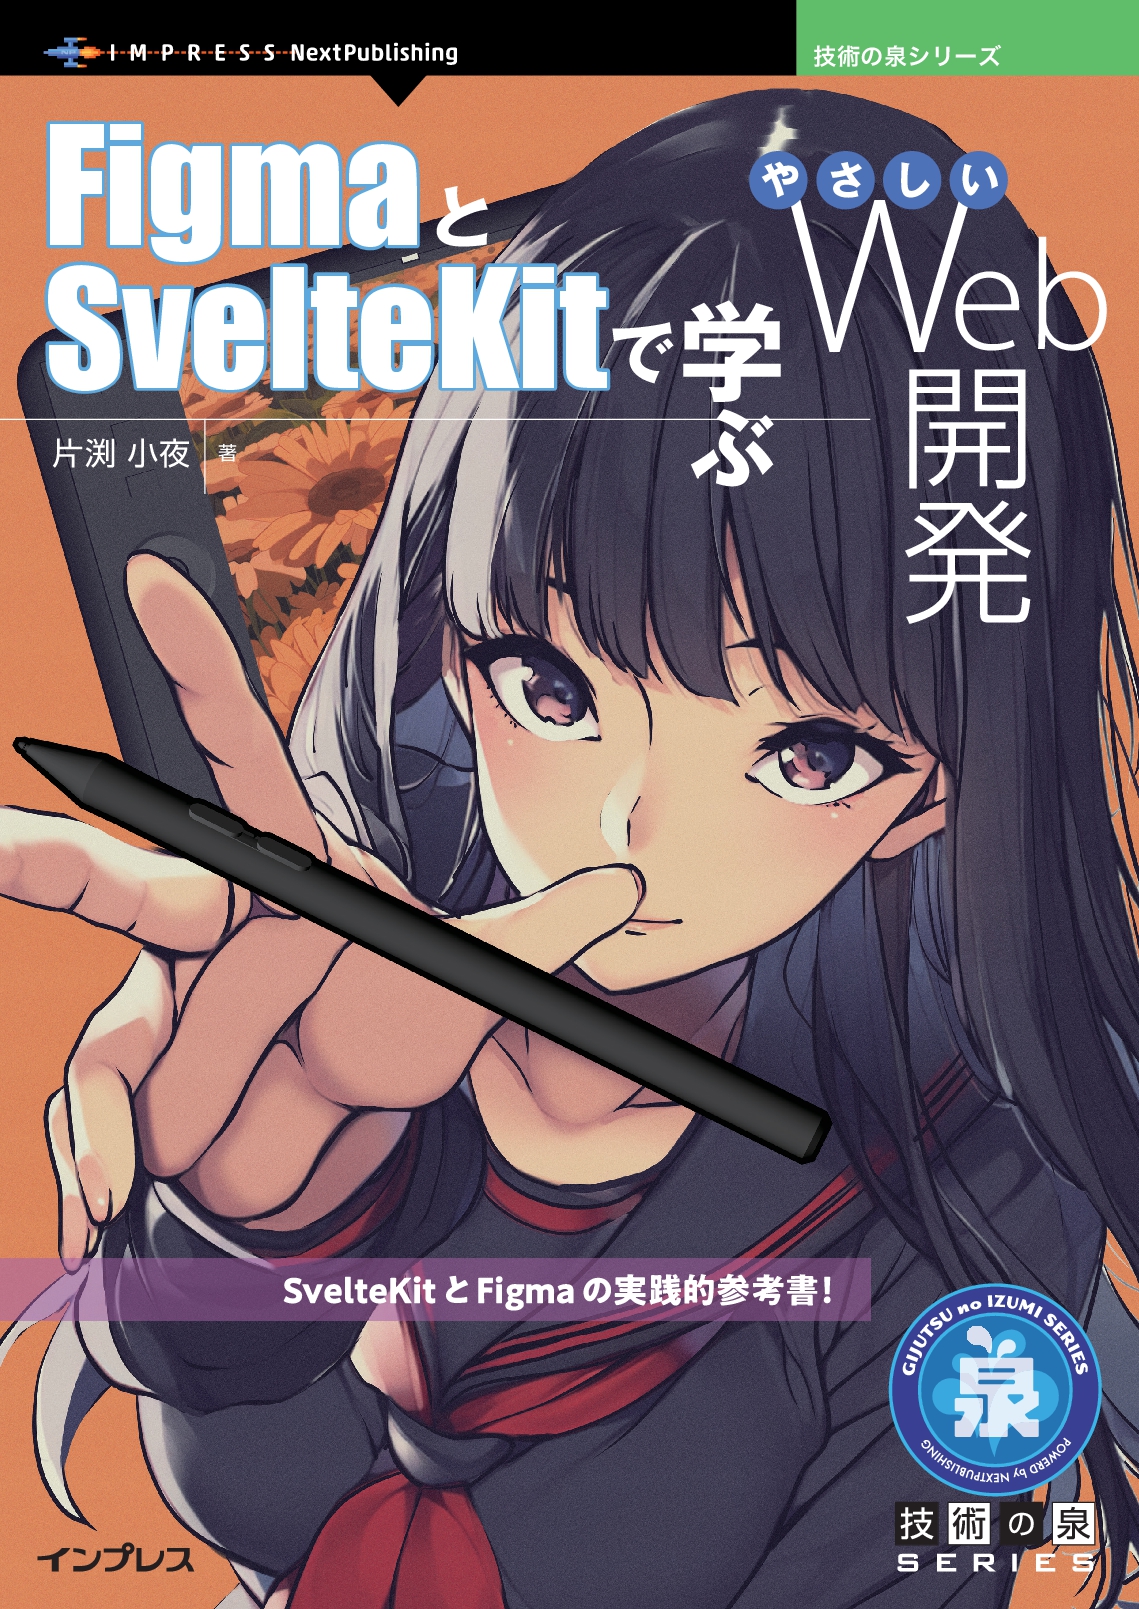 IMPRESS NextPublishing
技術の泉シリーズ
Figmaと
SvelteKitで学ぶ
やさしい
Web
開発
片渕 小夜 著
SvelteKitとFigmaの実践的参考書!
GIJUTSU no IZUMI SERIES
泉
POWERD by NEXTPUBLISHING
技術の泉
SERIES
インプレス